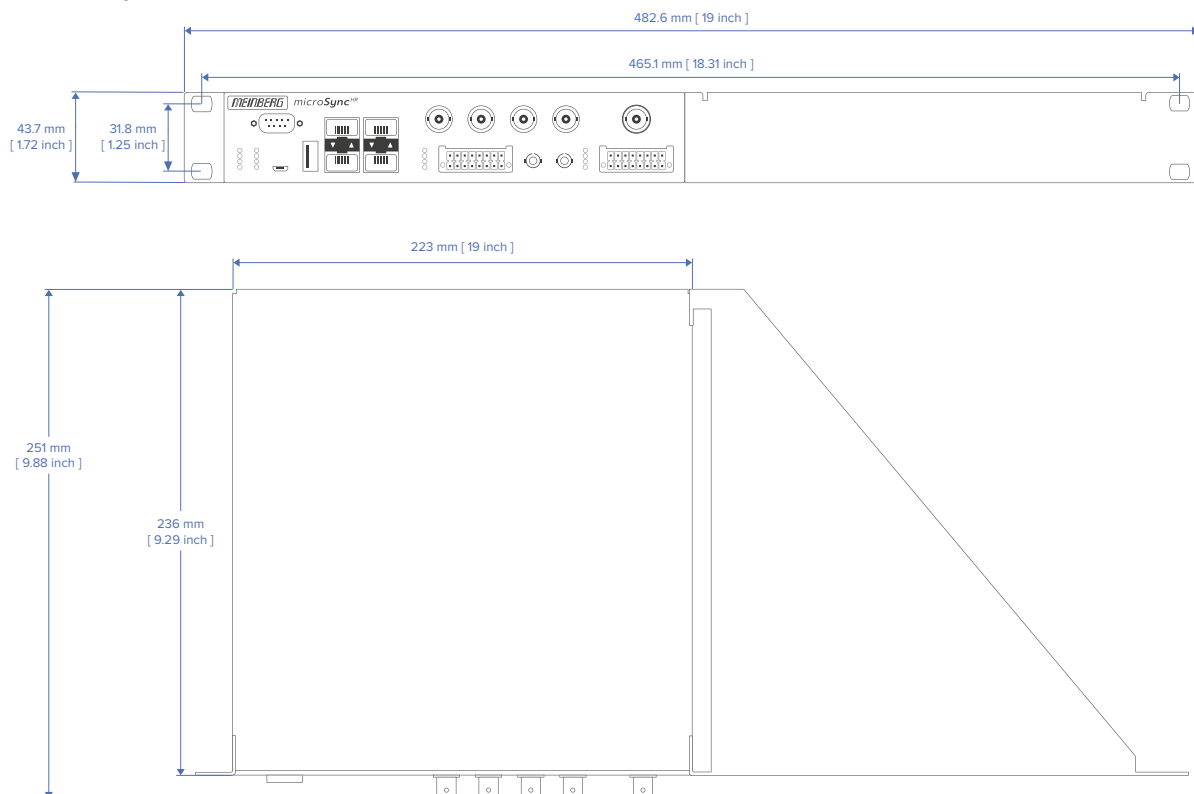 482.6 mm [ 19 inch ]
465.1 mm [ 18.31 inch ]
MEINBERG microSync HR
43.7 mm
[ 1.72 inch ]
31.8 mm
[ 1.25 inch ]
223 mm [ 19 inch ]
251 mm
[ 9.88 inch ]
236 mm
[ 9.29 inch ]